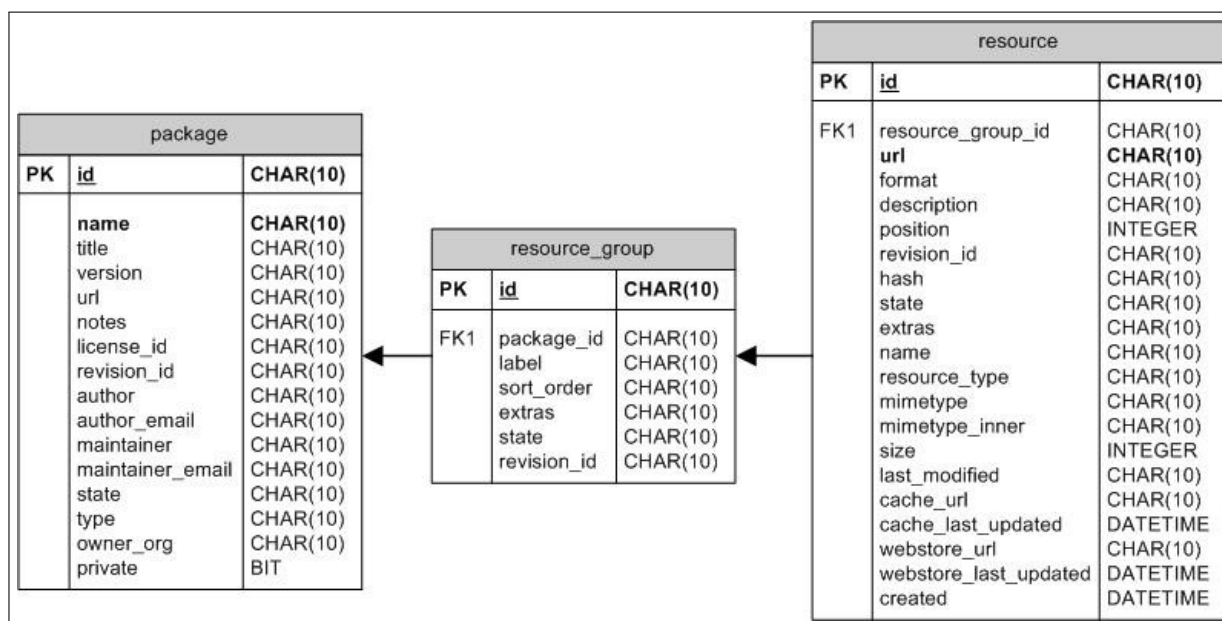 package
PK id CHAR(10)
name CHAR(10)
title CHAR(10)
version CHAR(10)
url CHAR(10)
notes CHAR(10)
license_id CHAR(10)
revision_id CHAR(10)
author CHAR(10)
author_email CHAR(10)
maintainer CHAR(10)
maintainer_email CHAR(10)
state CHAR(10)
type CHAR(10)
owner_org CHAR(10)
private BIT
resource_group
PK id CHAR(10)
FK1 package_id CHAR(10)
label CHAR(10)
sort_order CHAR(10)
extras CHAR(10)
state CHAR(10)
revision_id CHAR(10)
resource
PK id CHAR(10)
FK1 resource_group_id CHAR(10)
url CHAR(10)
format CHAR(10)
description CHAR(10)
position INTEGER
revision_id CHAR(10)
hash CHAR(10)
state CHAR(10)
extras CHAR(10)
name CHAR(10)
resource_type CHAR(10)
mimetype CHAR(10)
mimetype_inner CHAR(10)
size INTEGER
last_modified CHAR(10)
cache_url CHAR(10)
cache_last_updated DATETIME
webstore_url CHAR(10)
webstore_last_updated DATETIME
created DATETIME